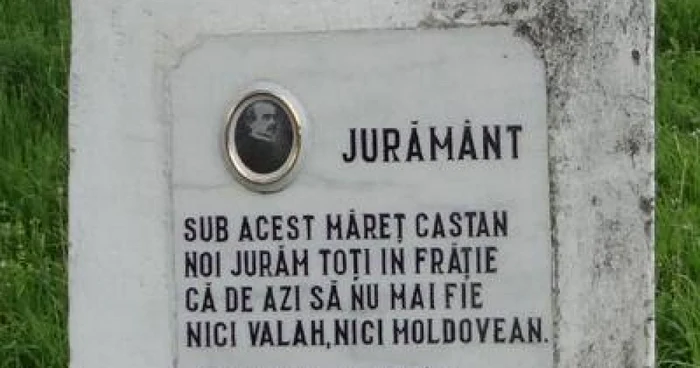 JURĂMÂNT
SUB ACEST MĂREȚ CASTAN
NOI JURĂM TOȚI IN FRĂȚIE
CĂ DE AZI SĂ NU MAI FIE
NICI VALAH, NICI MOLDOVEAN.